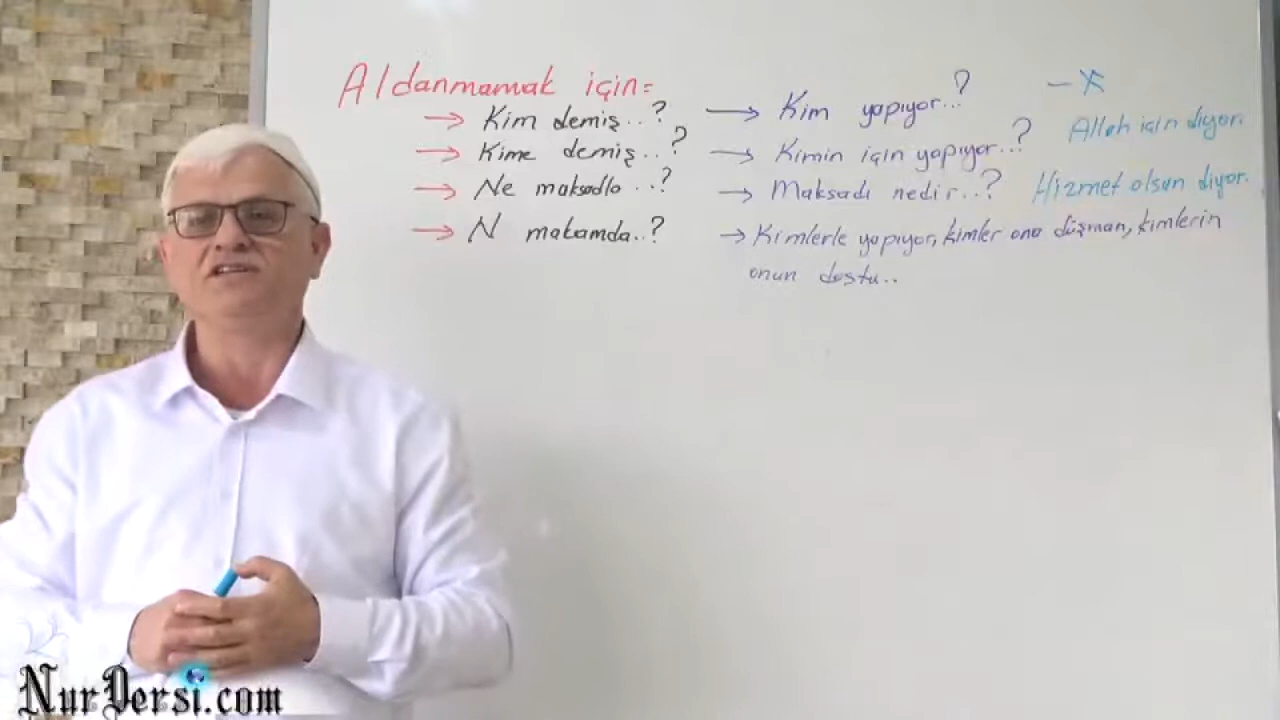 Aldanmamak için=
→ Kim demiş..?
→ Kime demiş..?
→ Ne maksadla..?
→ N makamda..?
→ Kim yapıyor..?
→ Kimin için yapıyor..?
→ Maksadı nedir..?
→ Kimlerle yapıyor, kimler ona düşman, kimlerin
onun dostu..
– X
Allah için diyor.
Hizmet olsun diyor.
NurDersi.com